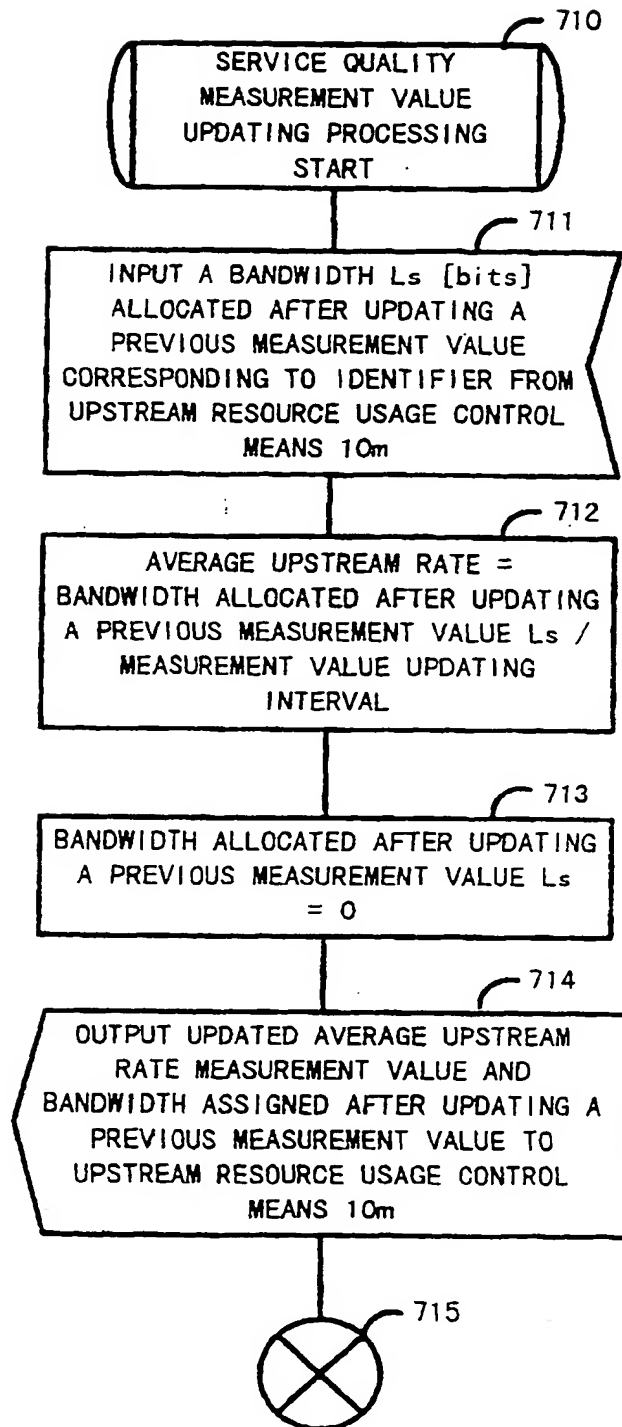 710
SERVICE QUALITY
MEASUREMENT VALUE
UPDATING PROCESSING
START
711
INPUT A BANDWIDTH Ls [bits]
ALLOCATED AFTER UPDATING A
PREVIOUS MEASUREMENT VALUE
CORRESPONDING TO IDENTIFIER FROM
UPSTREAM RESOURCE USAGE CONTROL
MEANS 10m
712
AVERAGE UPSTREAM RATE =
BANDWIDTH ALLOCATED AFTER UPDATING
A PREVIOUS MEASUREMENT VALUE Ls /
MEASUREMENT VALUE UPDATING
INTERVAL
713
BANDWIDTH ALLOCATED AFTER UPDATING
A PREVIOUS MEASUREMENT VALUE Ls
= 0
714
OUTPUT UPDATED AVERAGE UPSTREAM
RATE MEASUREMENT VALUE AND
BANDWIDTH ASSIGNED AFTER UPDATING A
PREVIOUS MEASUREMENT VALUE TO
UPSTREAM RESOURCE USAGE CONTROL
MEANS 10m
715